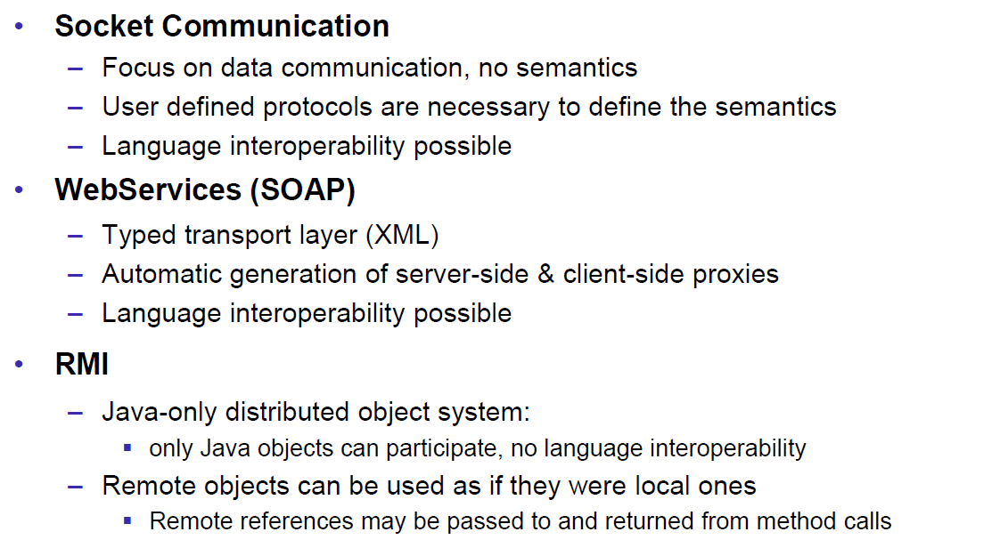 • Socket Communication
– Focus on data communication, no semantics
– User defined protocols are necessary to define the semantics
– Language interoperability possible
• WebServices (SOAP)
– Typed transport layer (XML)
– Automatic generation of server-side & client-side proxies
– Language interoperability possible
• RMI
– Java-only distributed object system:
▪ only Java objects can participate, no language interoperability
– Remote objects can be used as if they were local ones
▪ Remote references may be passed to and returned from method calls